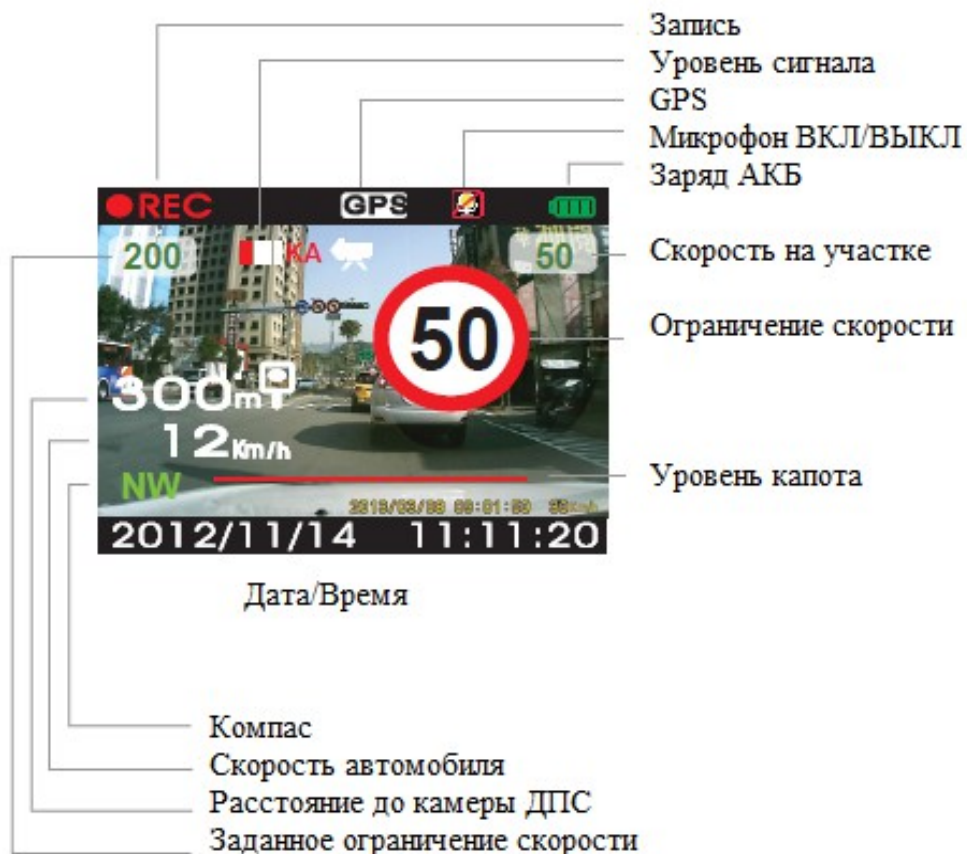 Запись
Уровень сигнала
GPS
Микрофон ВКЛ/ВЫКЛ
Заряд АКБ
REC GPS
200 KA 50
Скорость на участке
50
Ограничение скорости
300m
12Km/h
NW
Уровень капота
2012/11/14 11:11:20
Дата/Время
Компас
Скорость автомобиля
Расстояние до камеры ДПС
Заданное ограничение скорости